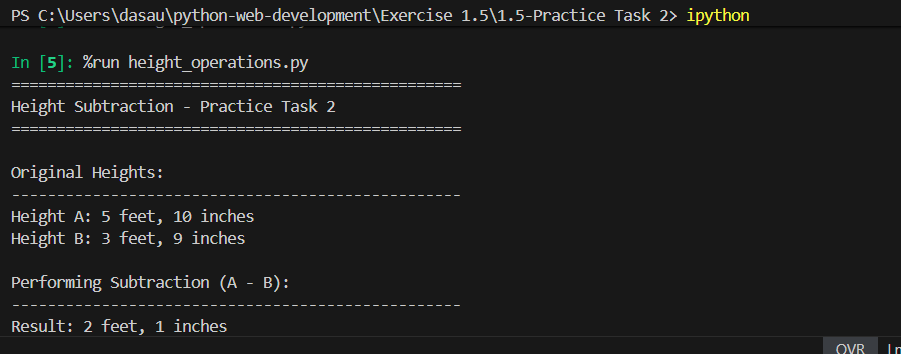 PS C:\Users\dasau\python-web-development\Exercise 1.5\1.5-Practice Task 2> ipython
In [5]: %run height_operations.py
==================================================
Height Subtraction - Practice Task 2
==================================================
Original Heights:
--------------------------------------------------
Height A: 5 feet, 10 inches
Height B: 3 feet, 9 inches
Performing Subtraction (A - B):
--------------------------------------------------
Result: 2 feet, 1 inches
OVR